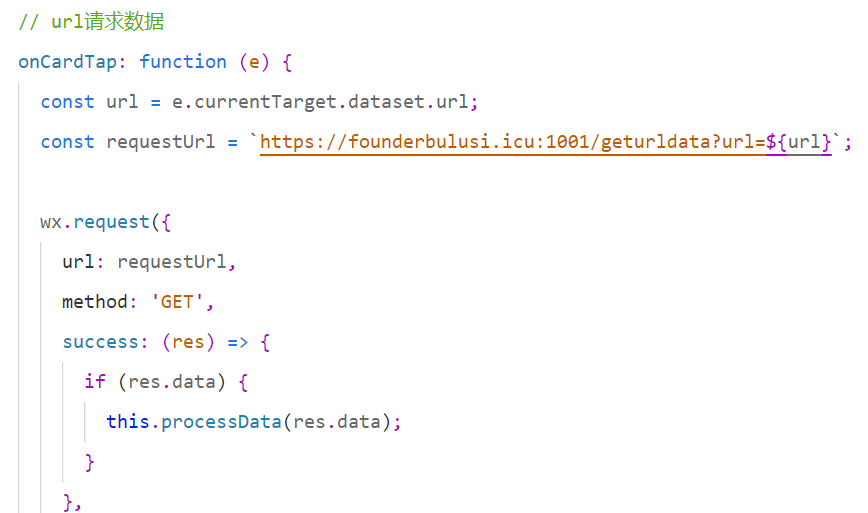 // url请求数据
onCardTap: function (e) {
const url = e.currentTarget.dataset.url;
const requestUrl = `https://founderbulusi.icu:1001/geturldata?url=${url}`;
wx.request({
url: requestUrl,
method: 'GET',
success: (res) => {
if (res.data) {
this.processData(res.data);
}
},